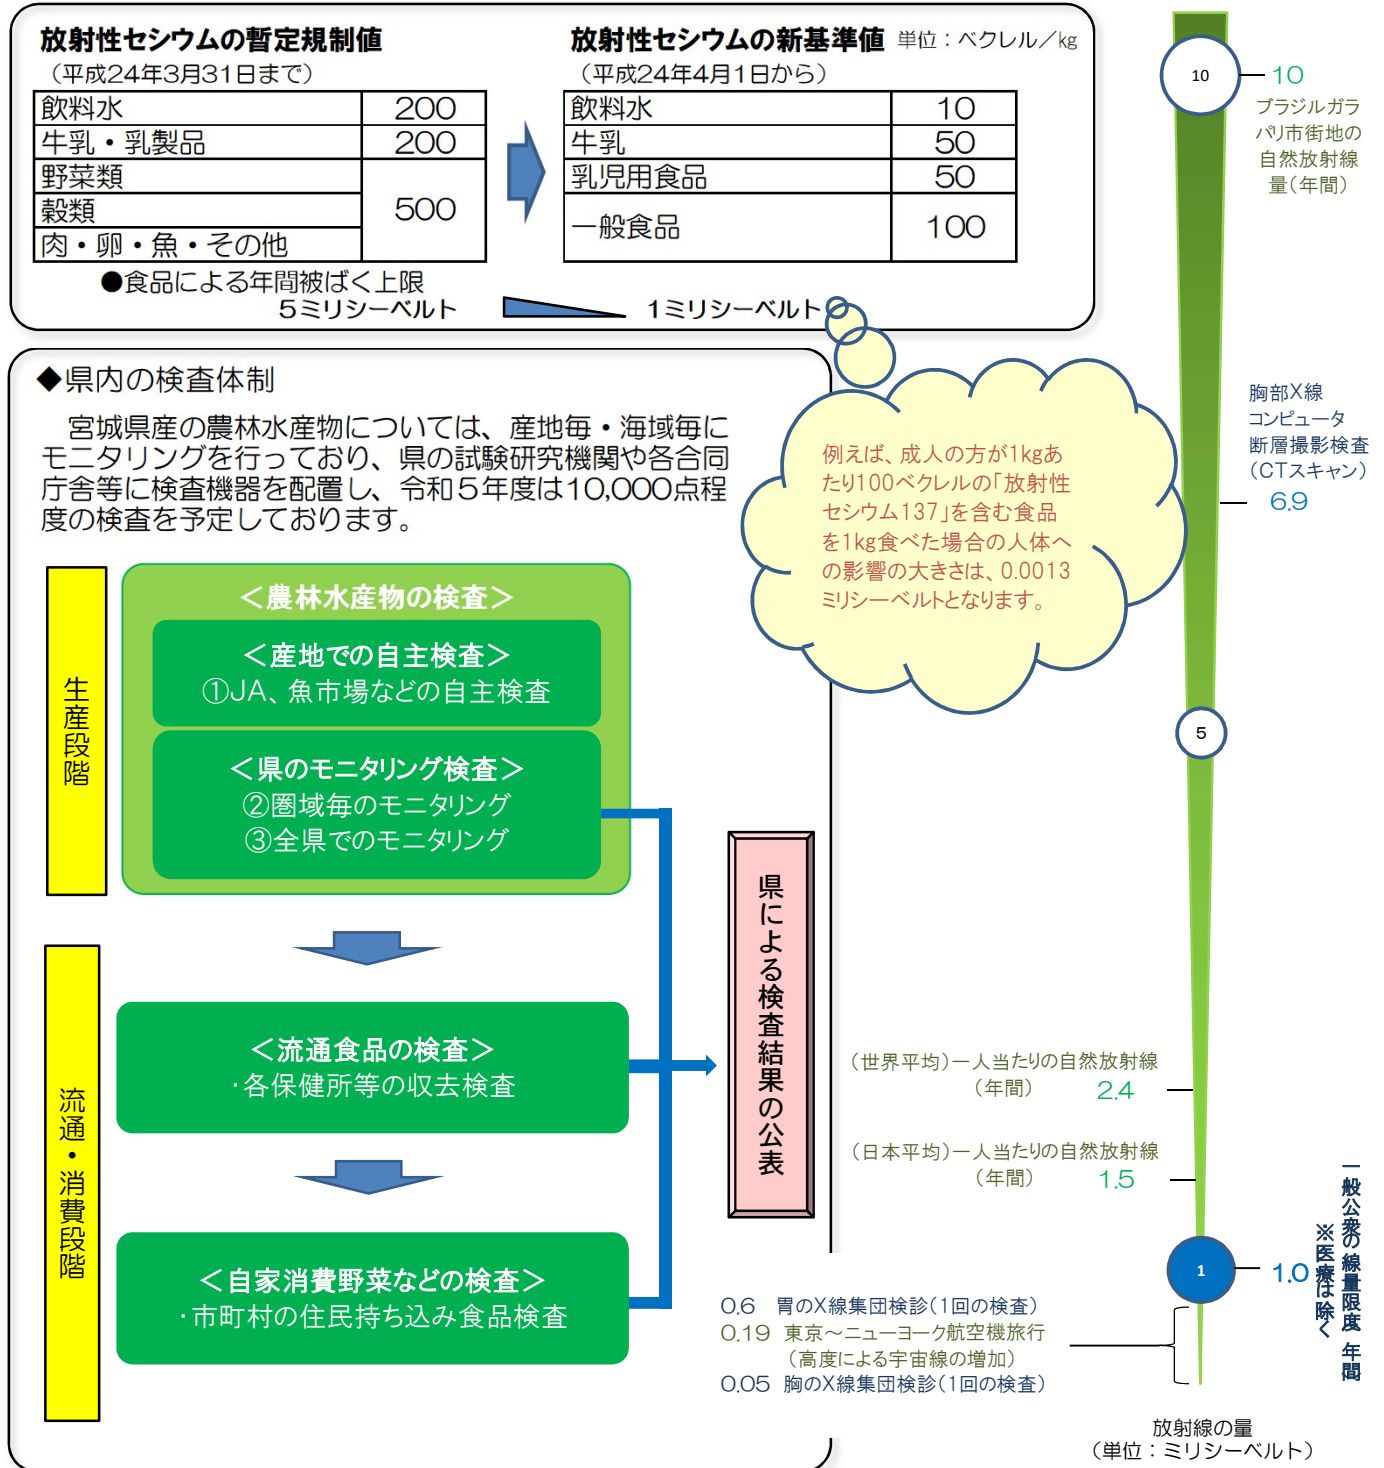 放射性セシウムの暫定規制値
（平成24年3月31日まで）
飲料水 200
牛乳・乳製品 200
野菜類
穀類 500
肉・卵・魚・その他
放射性セシウムの新基準値 単位：ベクレル／kg
（平成24年4月1日から）
飲料水 10
牛乳 50
乳児用食品 50
一般食品 100
●食品による年間被ばく上限
5ミリシーベルト 1ミリシーベルト
◆県内の検査体制
宮城県産の農林水産物については、産地毎・海域毎に
モニタリングを行っており、県の試験研究機関や各合同
庁舎等に検査機器を配置し、令和５年度は10,000点程
度の検査を予定しております。
例えば、成人の方が1kgあ
たり100ベクレルの「放射性
セシウム137」を含む食品
を1kg食べた場合の人体へ
の影響の大きさは、0.0013
ミリシーベルトとなります。
生産段階
＜農林水産物の検査＞
＜産地での自主検査＞
①JA、魚市場などの自主検査
＜県のモニタリング検査＞
②圏域毎のモニタリング
③全県でのモニタリング
流通・消費段階
＜流通食品の検査＞
・各保健所等の収去検査
＜自家消費野菜などの検査＞
・市町村の住民持ち込み食品検査
県による検査結果の公表
10
10
ブラジルガラ
パリ市街地の
自然放射線
量（年間）
胸部X線
コンピュータ
断層撮影検査
（CTスキャン）
6.9
5
（世界平均）一人当たりの自然放射線
（年間） 2.4
（日本平均）一人当たりの自然放射線
（年間） 1.5
1
1.0
一般公衆の線量限度 年間
※医療は除く
0.6 胃のX線集団検診（1回の検査）
0.19 東京～ニューヨーク航空機旅行
（高度による宇宙線の増加）
0.05 胸のX線集団検診（1回の検査）
放射線の量
（単位：ミリシーベルト）